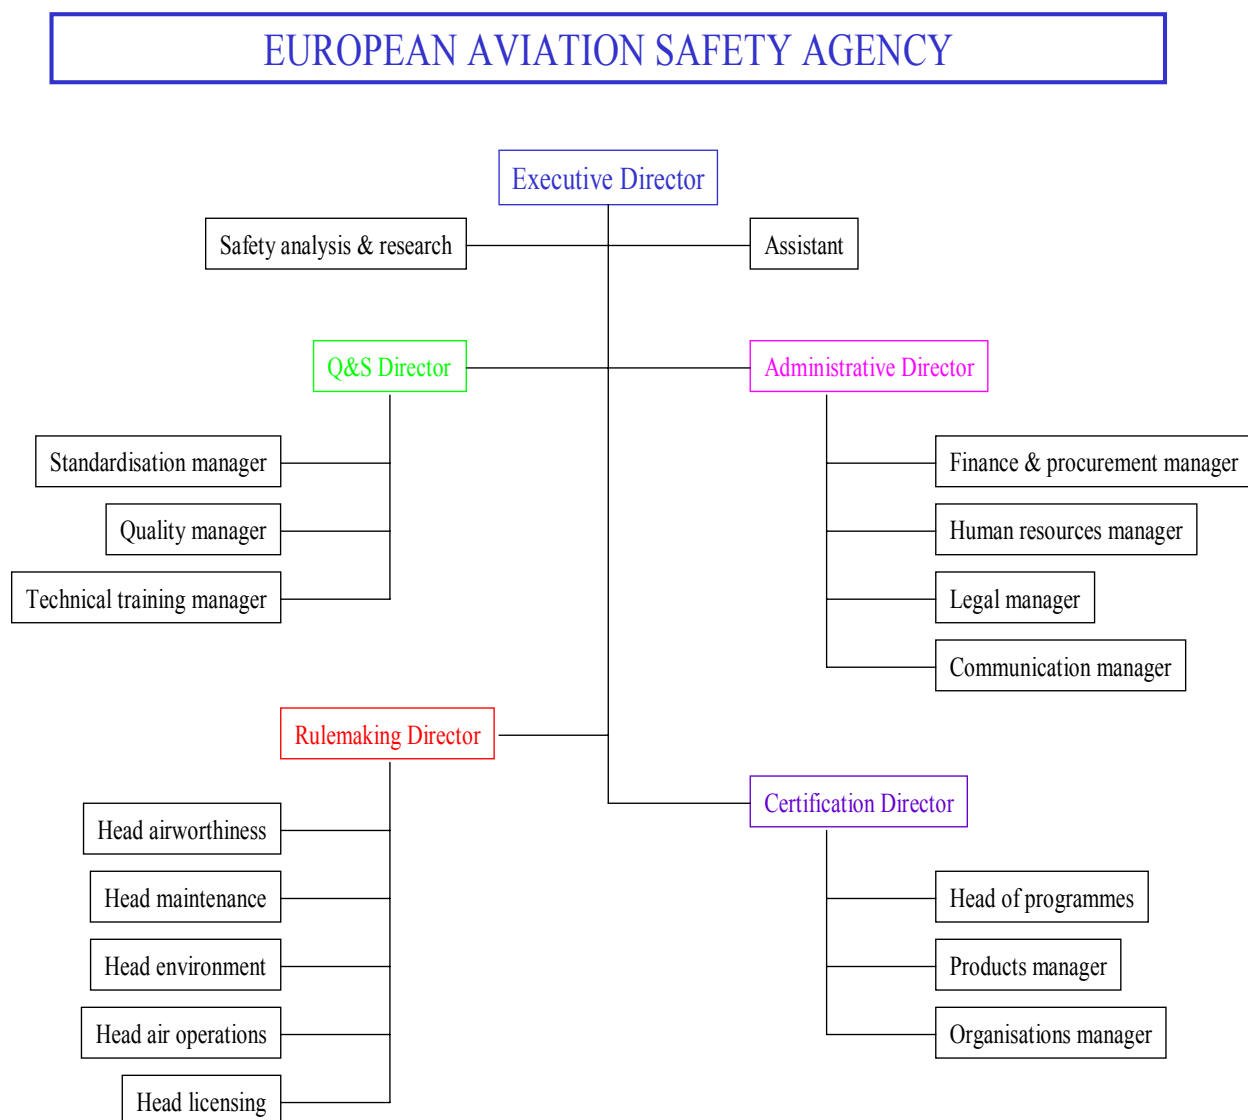 EUROPEAN AVIATION SAFETY AGENCY
Executive Director
Safety analysis & research
Assistant
Q&S Director
Administrative Director
Standardisation manager
Finance & procurement manager
Quality manager
Human resources manager
Technical training manager
Legal manager
Communication manager
Rulemaking Director
Certification Director
Head airworthiness
Head maintenance
Head of programmes
Head environment
Products manager
Head air operations
Organisations manager
Head licensing